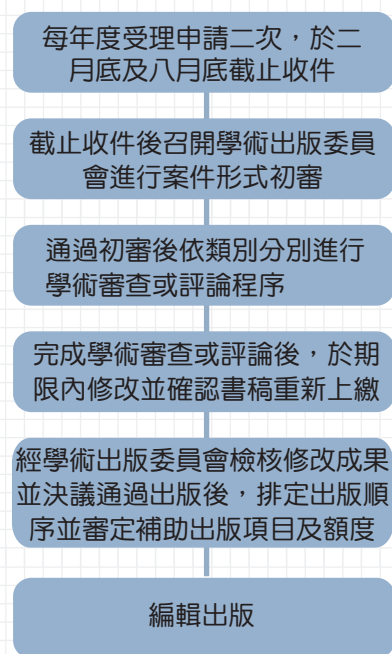 每年度受理申請二次，於二
月底及八月底截止收件
截止收件後召開學術出版委員
會進行案件形式初審
通過初審後依類別分別進行
學術審查或評論程序
完成學術審查或評論後，於期
限內修改並確認書稿重新上繳
經學術出版委員會檢核修改成果
並決議通過出版後，排定出版順
序並審定補助出版項目及額度
編輯出版